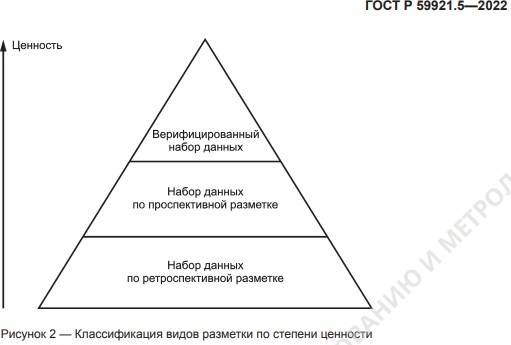 ГОСТ Р 59921.5—2022
Ценность
Верифицированный
набор данных
Набор данных
по проспективной разметке
Набор данных
по ретроспективной разметке
Рисунок 2 — Классификация видов разметки по степени ценности